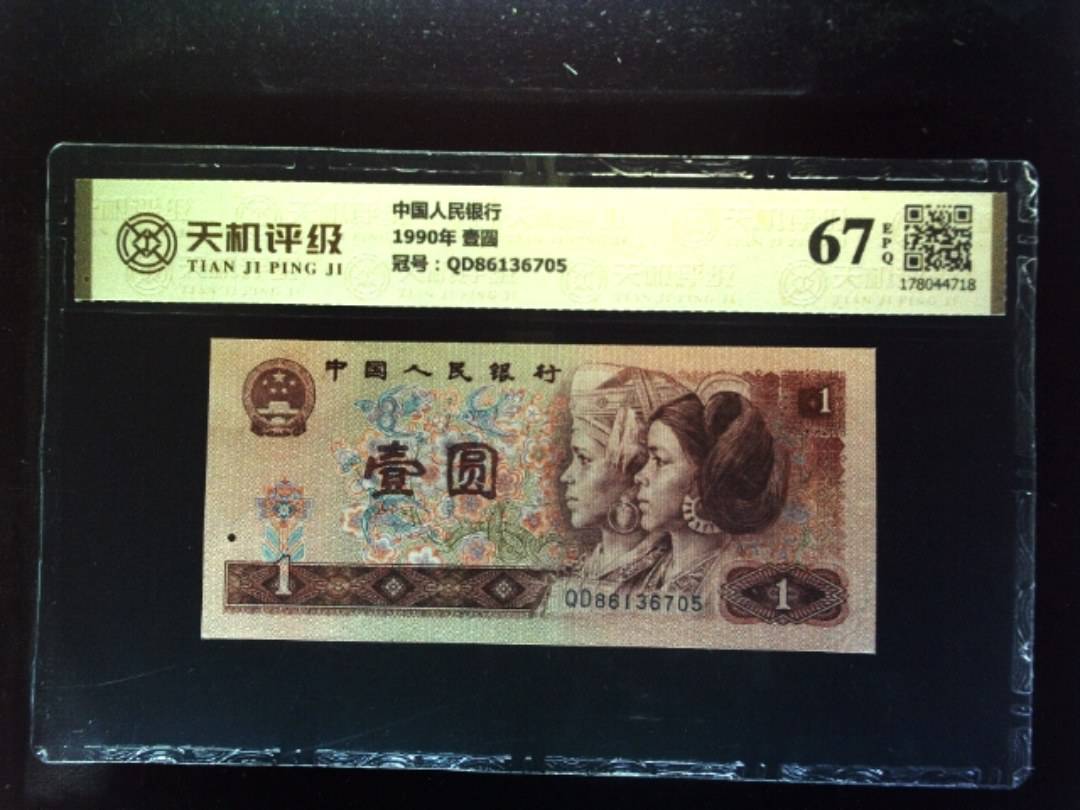 天机评级
TIAN JI PING JI
中国人民银行
1990年 壹圆
冠号：QD86136705
67
EPQ
178044718
中国人民银行
1
壹圆
1
QD86136705
1